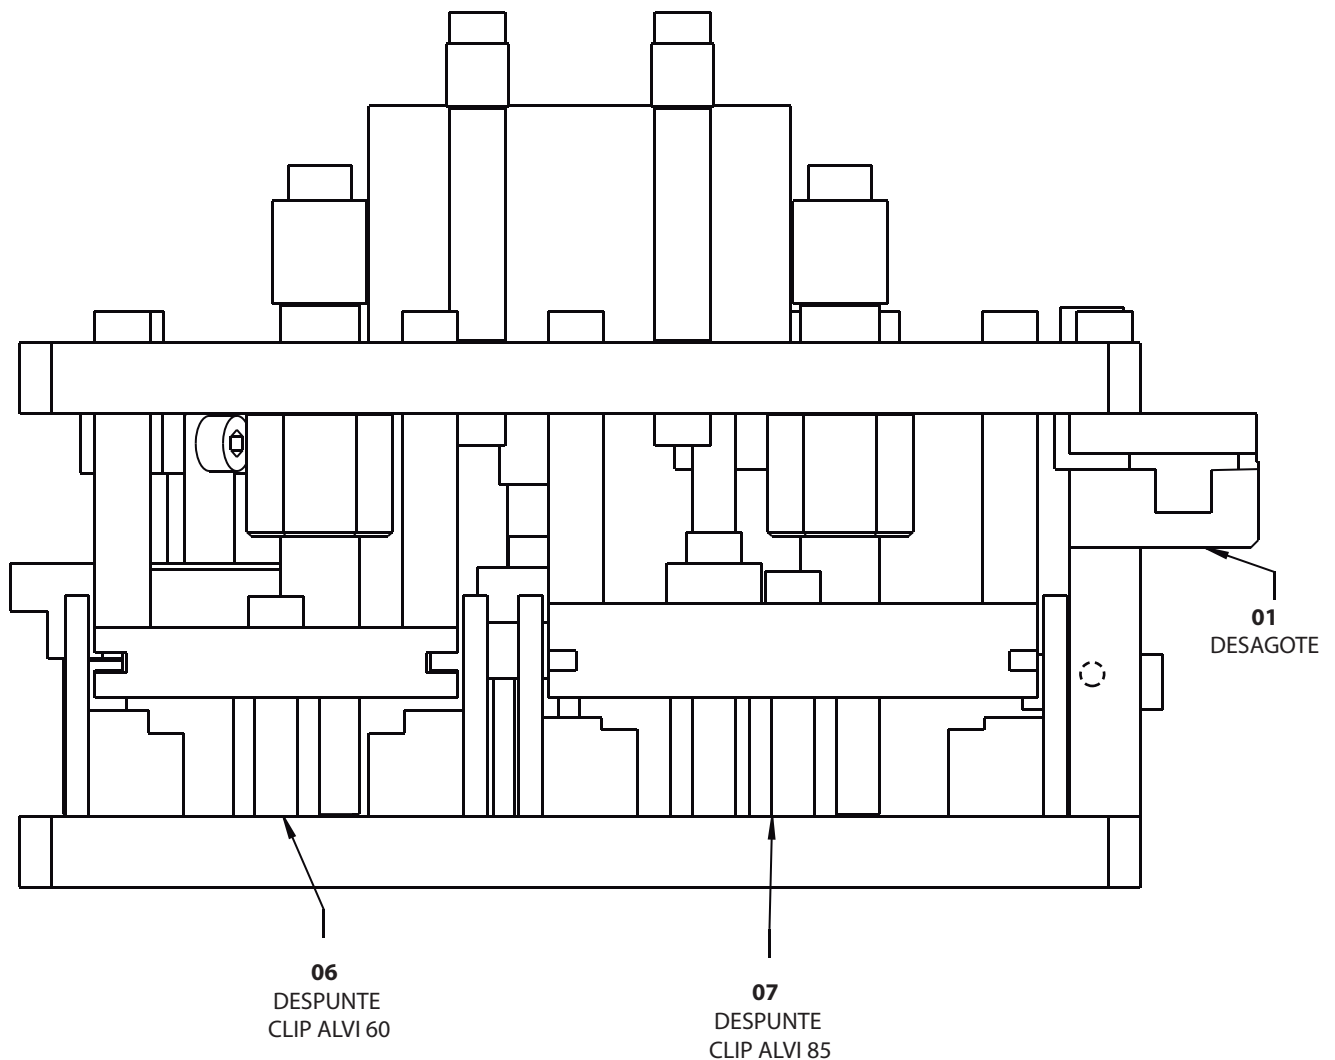 01
DESAGOTE
06
DESPUNTE
CLIP ALVI 60
07
DESPUNTE
CLIP ALVI 85